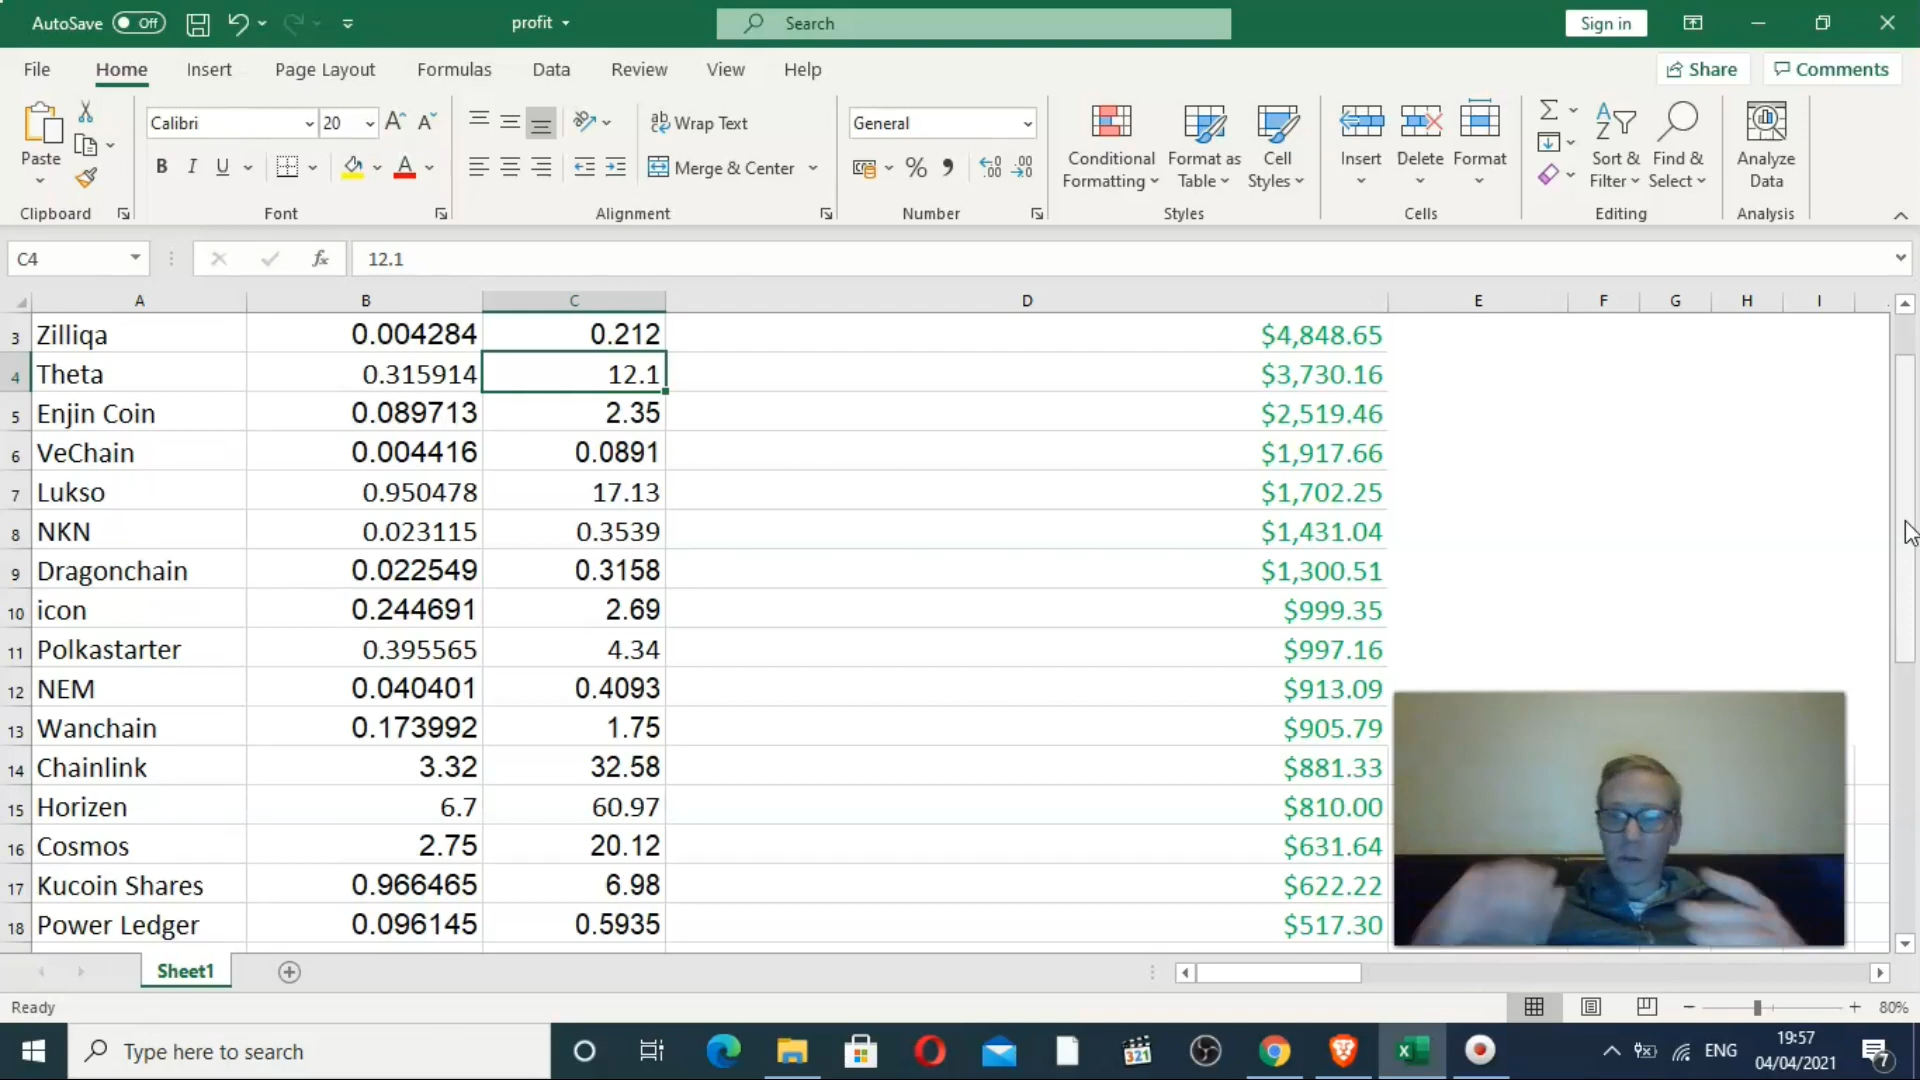 AutoSave Off profit Search Sign in
File Home Insert Page Layout Formulas Data Review View Help Share Comments
Calibri 20 Wrap Text General
Paste B I U Merge & Center % Conditional Formatting Format as Table Cell Styles Insert Delete Format Sort & Filter Find & Select Analyze Data
Clipboard Font Alignment Number Styles Cells Editing Analysis
C4 fx 12.1
A B C D E F G H I
3 Zilliqa 0.004284 0.212 $4,848.65
4 Theta 0.315914 12.1 $3,730.16
5 Enjin Coin 0.089713 2.35 $2,519.46
6 VeChain 0.004416 0.0891 $1,917.66
7 Lukso 0.950478 17.13 $1,702.25
8 NKN 0.023115 0.3539 $1,431.04
9 Dragonchain 0.022549 0.3158 $1,300.51
10 icon 0.244691 2.69 $999.35
11 Polkastarter 0.395565 4.34 $997.16
12 NEM 0.040401 0.4093 $913.09
13 Wanchain 0.173992 1.75 $905.79
14 Chainlink 3.32 32.58 $881.33
15 Horizen 6.7 60.97 $810.00
16 Cosmos 2.75 20.12 $631.64
17 Kucoin Shares 0.966465 6.98 $622.22
18 Power Ledger 0.096145 0.5935 $517.30
Sheet1
Ready 80%
Type here to search 321 ENG 19:57
04/04/2021 7